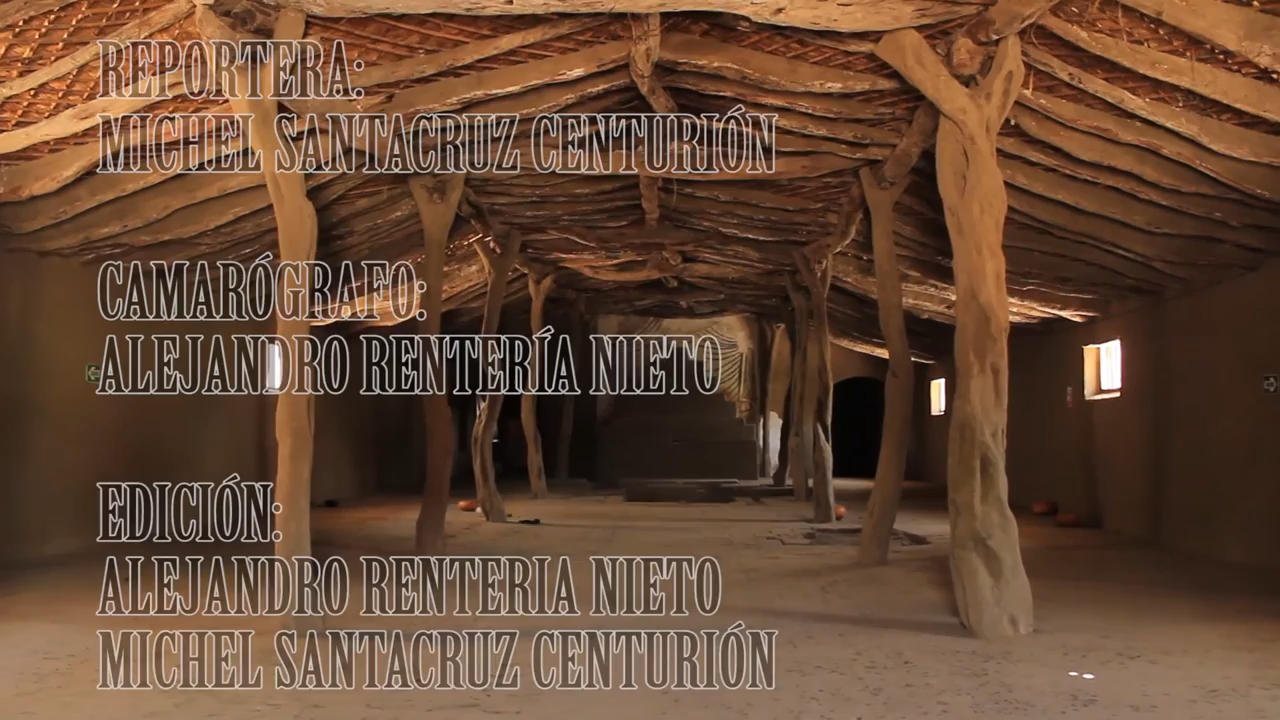 REPORTERA:
MICHEL SANTACRUZ CENTURIÓN
CAMARÓGRAFO:
ALEJANDRO RENTERÍA NIETO
EDICIÓN:
ALEJANDRO RENTERIA NIETO
MICHEL SANTACRUZ CENTURIÓN